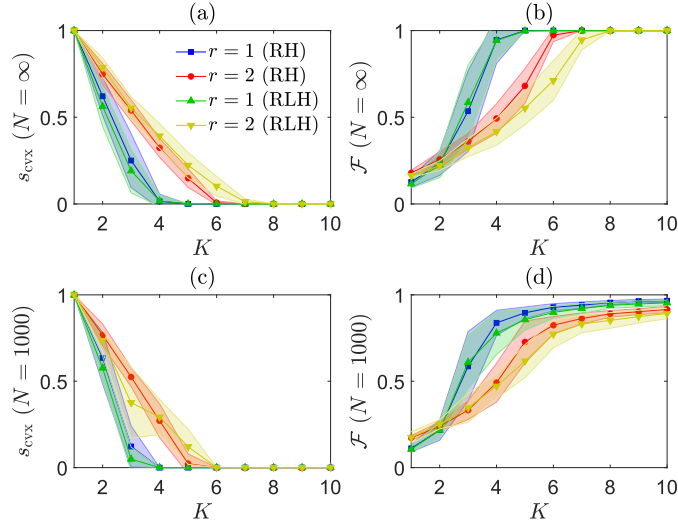 (a)
(b)
1
0.5
0
s_cvx (N = ∞)
r = 1 (RH)
r = 2 (RH)
r = 1 (RLH)
r = 2 (RLH)
2 4 6 8 10
K
1
0.5
0
F (N = ∞)
2 4 6 8 10
K
(c)
(d)
1
0.5
0
s_cvx (N = 1000)
2 4 6 8 10
K
1
0.5
0
F (N = 1000)
2 4 6 8 10
K